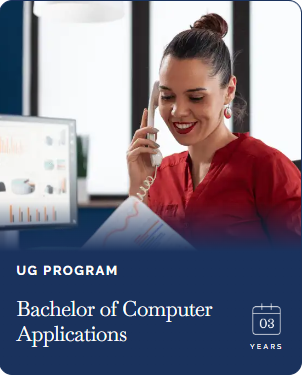 UG PROGRAM
Bachelor of Computer
Applications
03
YEARS